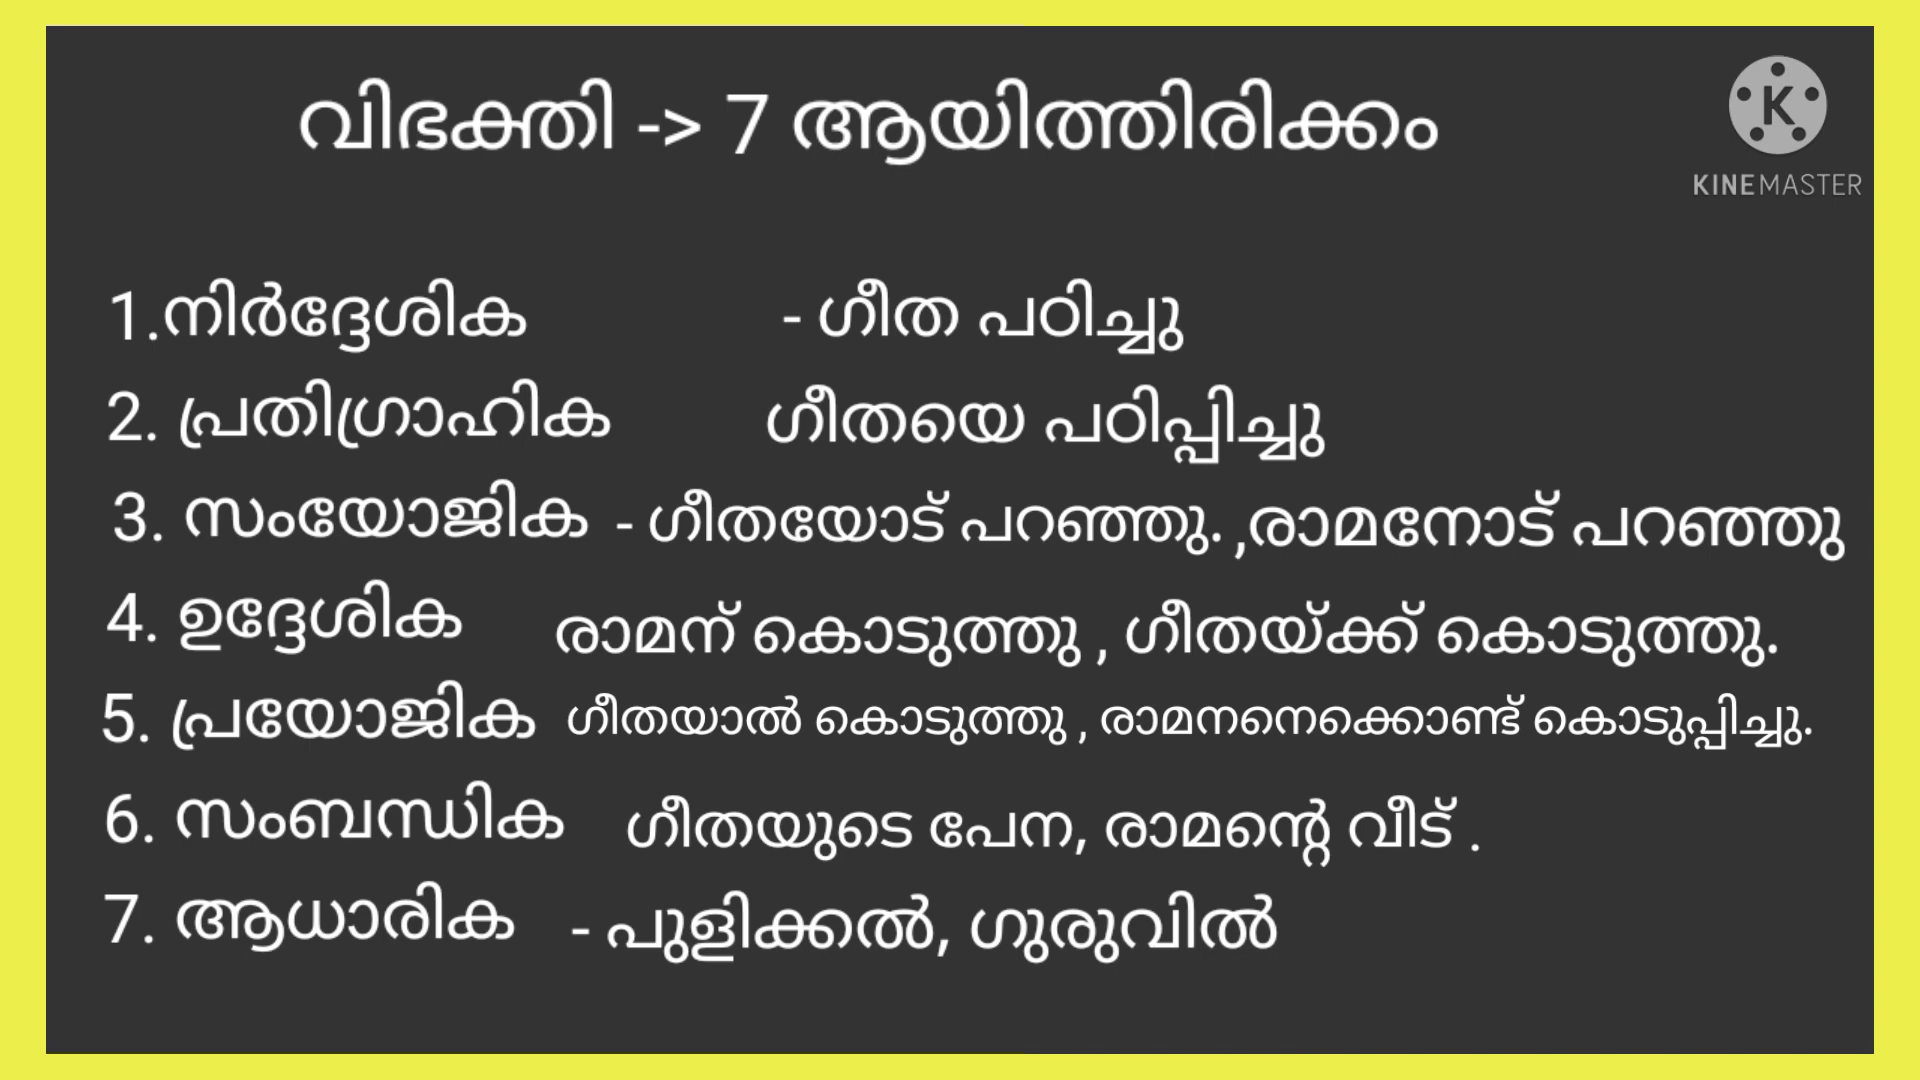 വിഭക്തി -> 7 ആയിത്തിരിക്കം
K
KINEMASTER
1.നിർദ്ദേശിക - ഗീത പഠിച്ചു
2. പ്രതിഗ്രാഹിക ഗീതയെ പഠിപ്പിച്ചു
3. സംയോജിക - ഗീതയോട് പറഞ്ഞു. ,രാമനോട് പറഞ്ഞു
4. ഉദ്ദേശിക രാമന് കൊടുത്തു , ഗീതയ്ക്ക് കൊടുത്തു.
5. പ്രയോജിക ഗീതയാൽ കൊടുത്തു , രാമനനെക്കൊണ്ട് കൊടുപ്പിച്ചു.
6. സംബന്ധിക ഗീതയുടെ പേന, രാമന്റെ വീട് .
7. ആധാരിക - പുളിക്കൽ, ഗുരുവിൽ